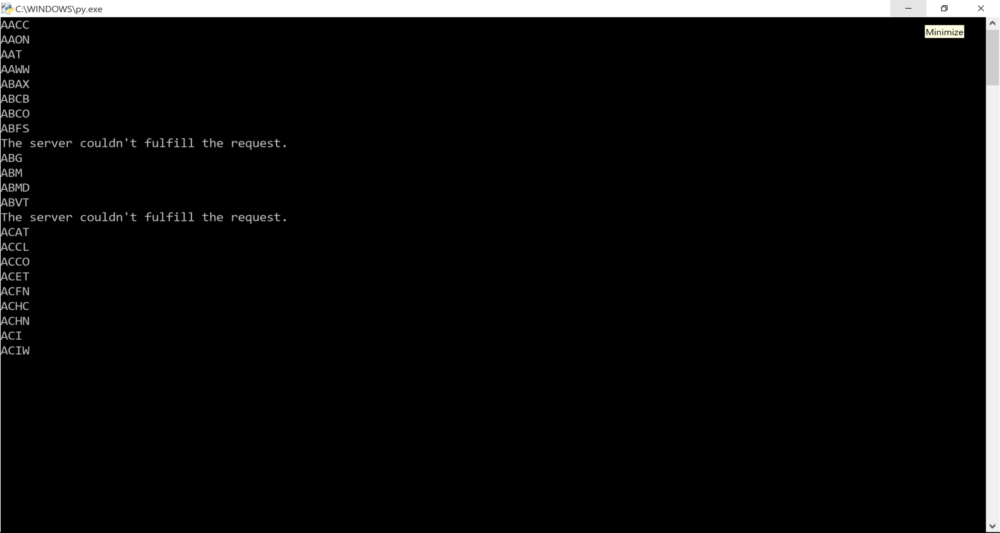 C:\WINDOWS\py.exe
Minimize
AACC
AAON
AAT
AAWW
ABAX
ABCB
ABCO
ABFS
The server couldn't fulfill the request.
ABG
ABM
ABMD
ABVT
The server couldn't fulfill the request.
ACAT
ACCL
ACCO
ACET
ACFN
ACHC
ACHN
ACI
ACIW